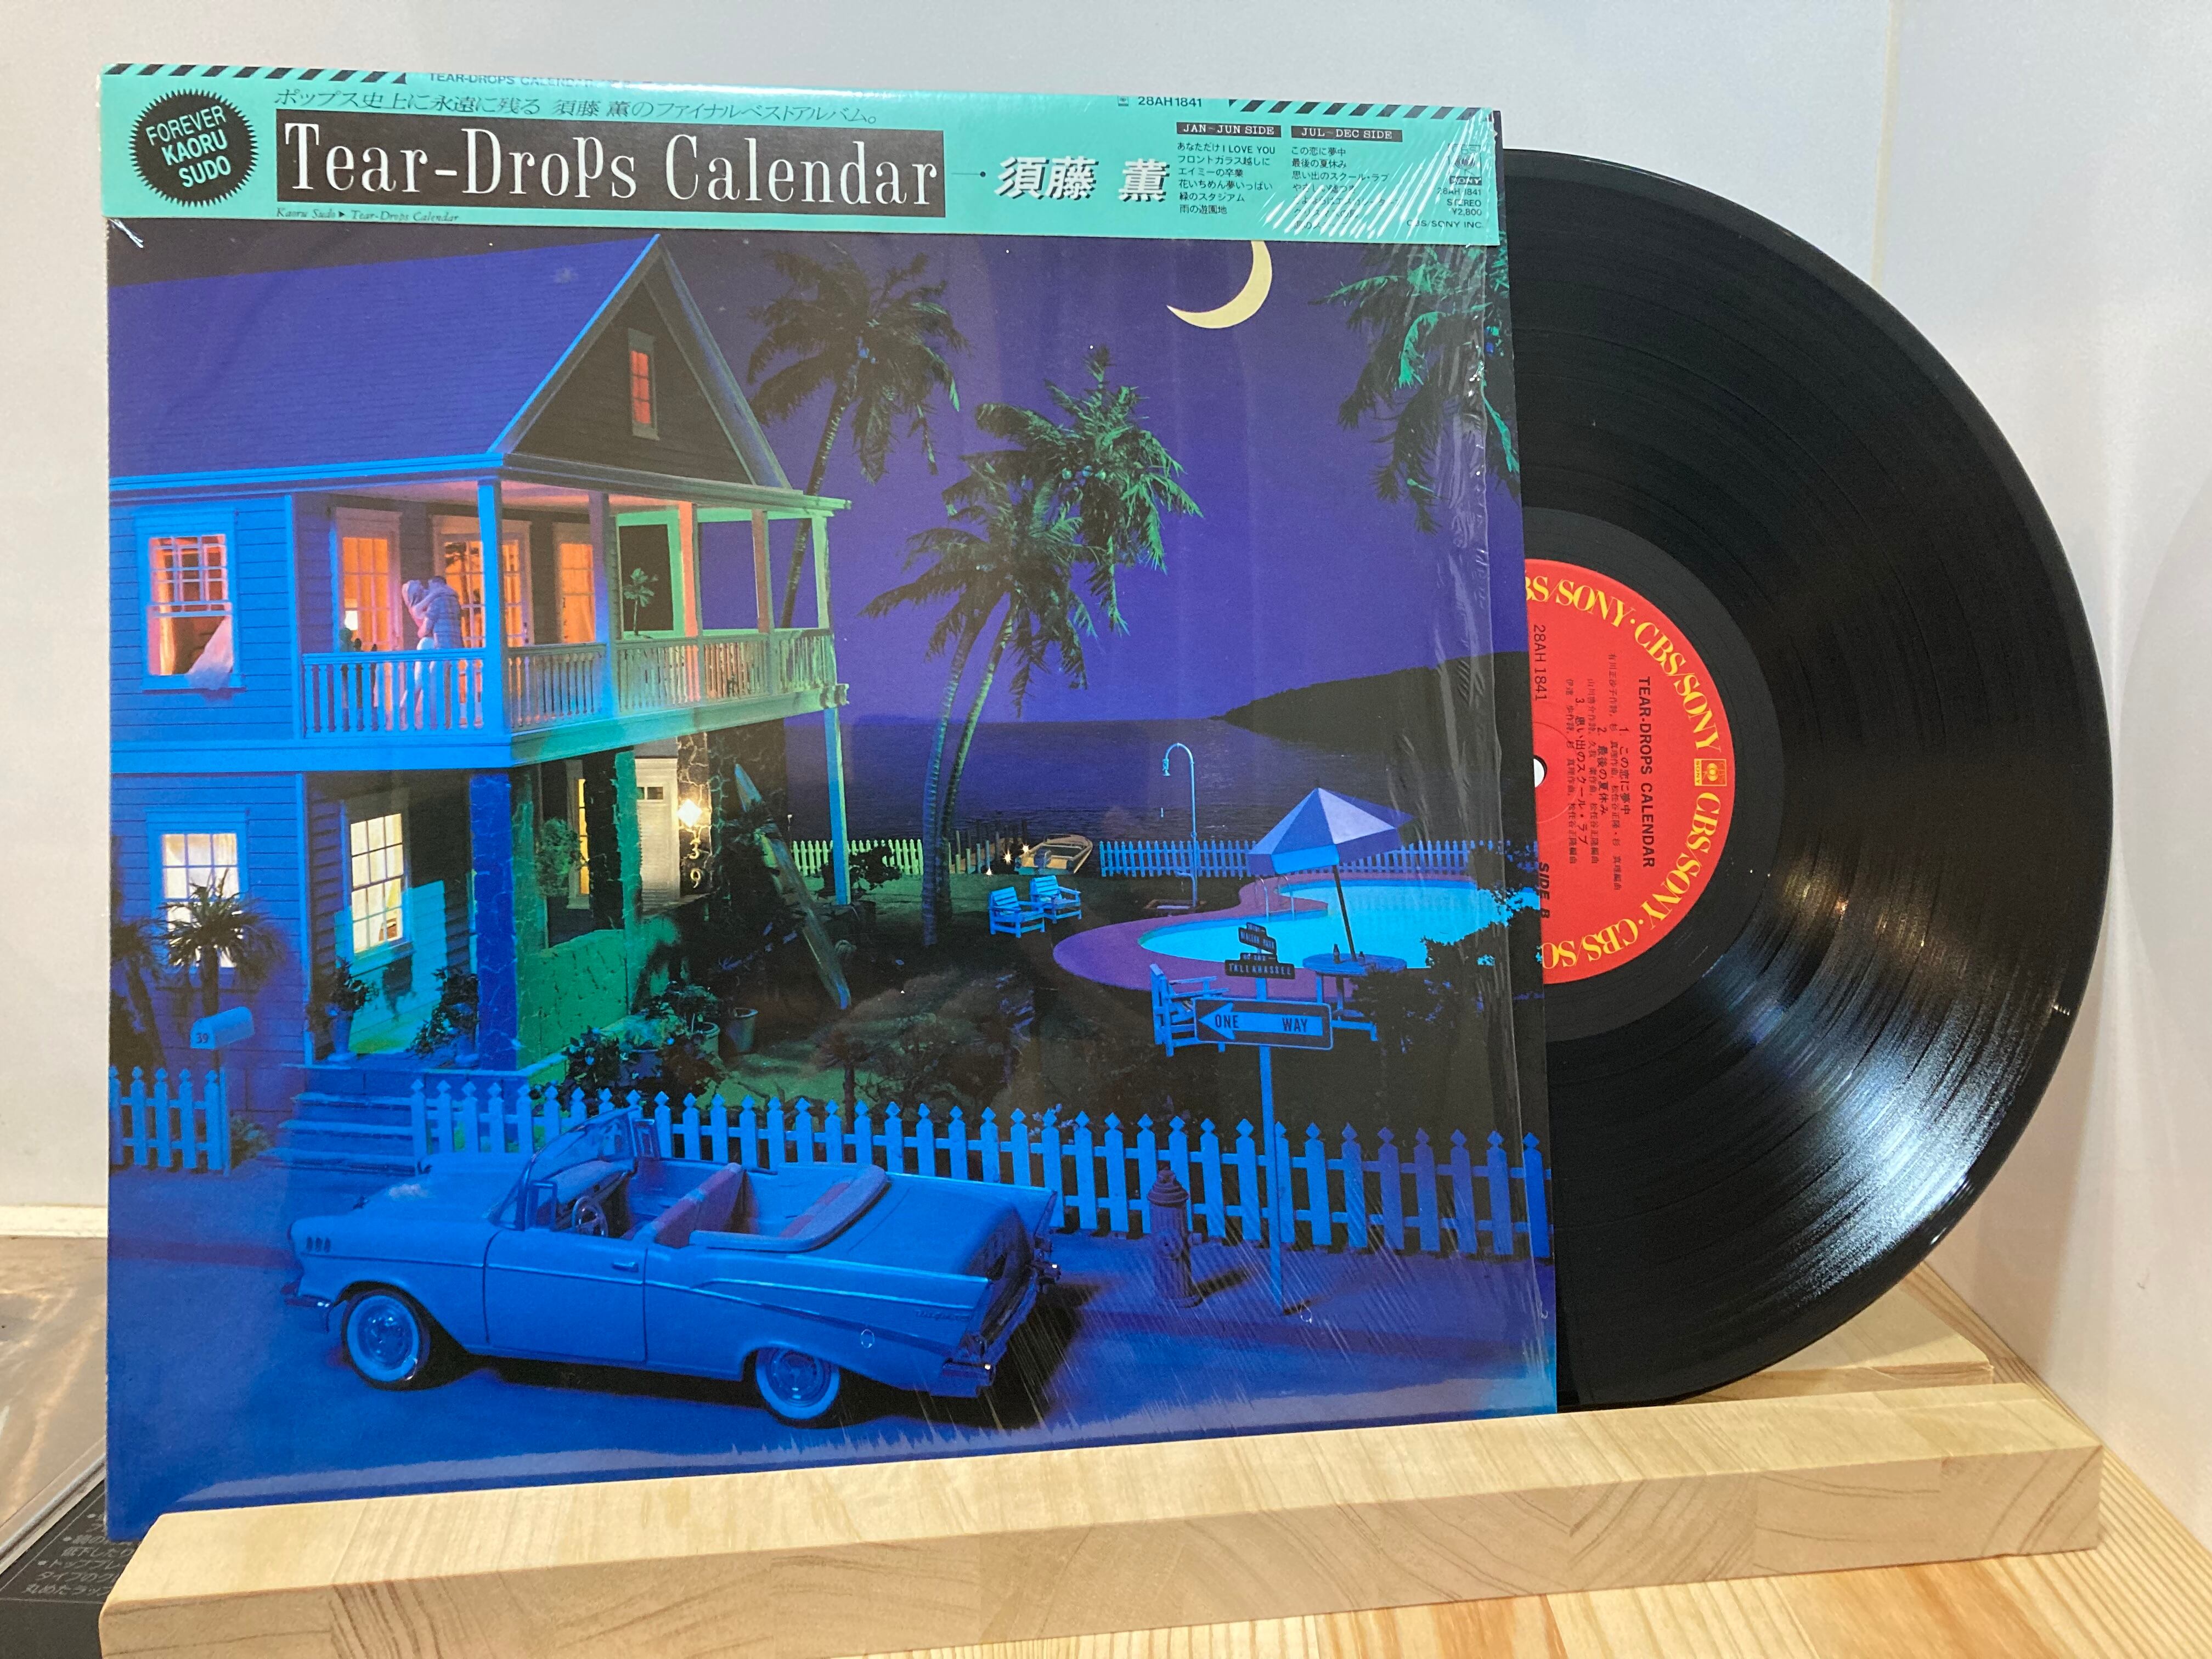 TEAR-DROPS CALENDAR
28AH1841
ポップス史上に永遠に残る 須藤 薫のファイナルベストアルバム。
FOREVER
KAORU
SUDO
Tear-Drops Calendar
須藤 薫
Kaoru Sudo ▶ Tear-Drops Calendar
JAN-JUN SIDE
あなただけ I LOVE YOU
フロントガラス越しに
エイミーの卒業
花いちめん夢いっぱい
緑のスタジアム
雨の遊園地
JUL-DEC SIDE
この恋に夢中
最後の夏休み
思い出のスクール・ラブ
SONY
28AH 1841
STEREO
¥2,800
CBS/SONY INC.
39
39
TALLAHASSEE
ONE WAY
BS/SONY・CBS/SONY・CBS/SONY・CBS/SO
28AH 1841
TEAR-DROPS CALENDAR
SIDE B
1. この恋に夢中
2. 最後の夏休み
3. 思い出のスクール・ラブ